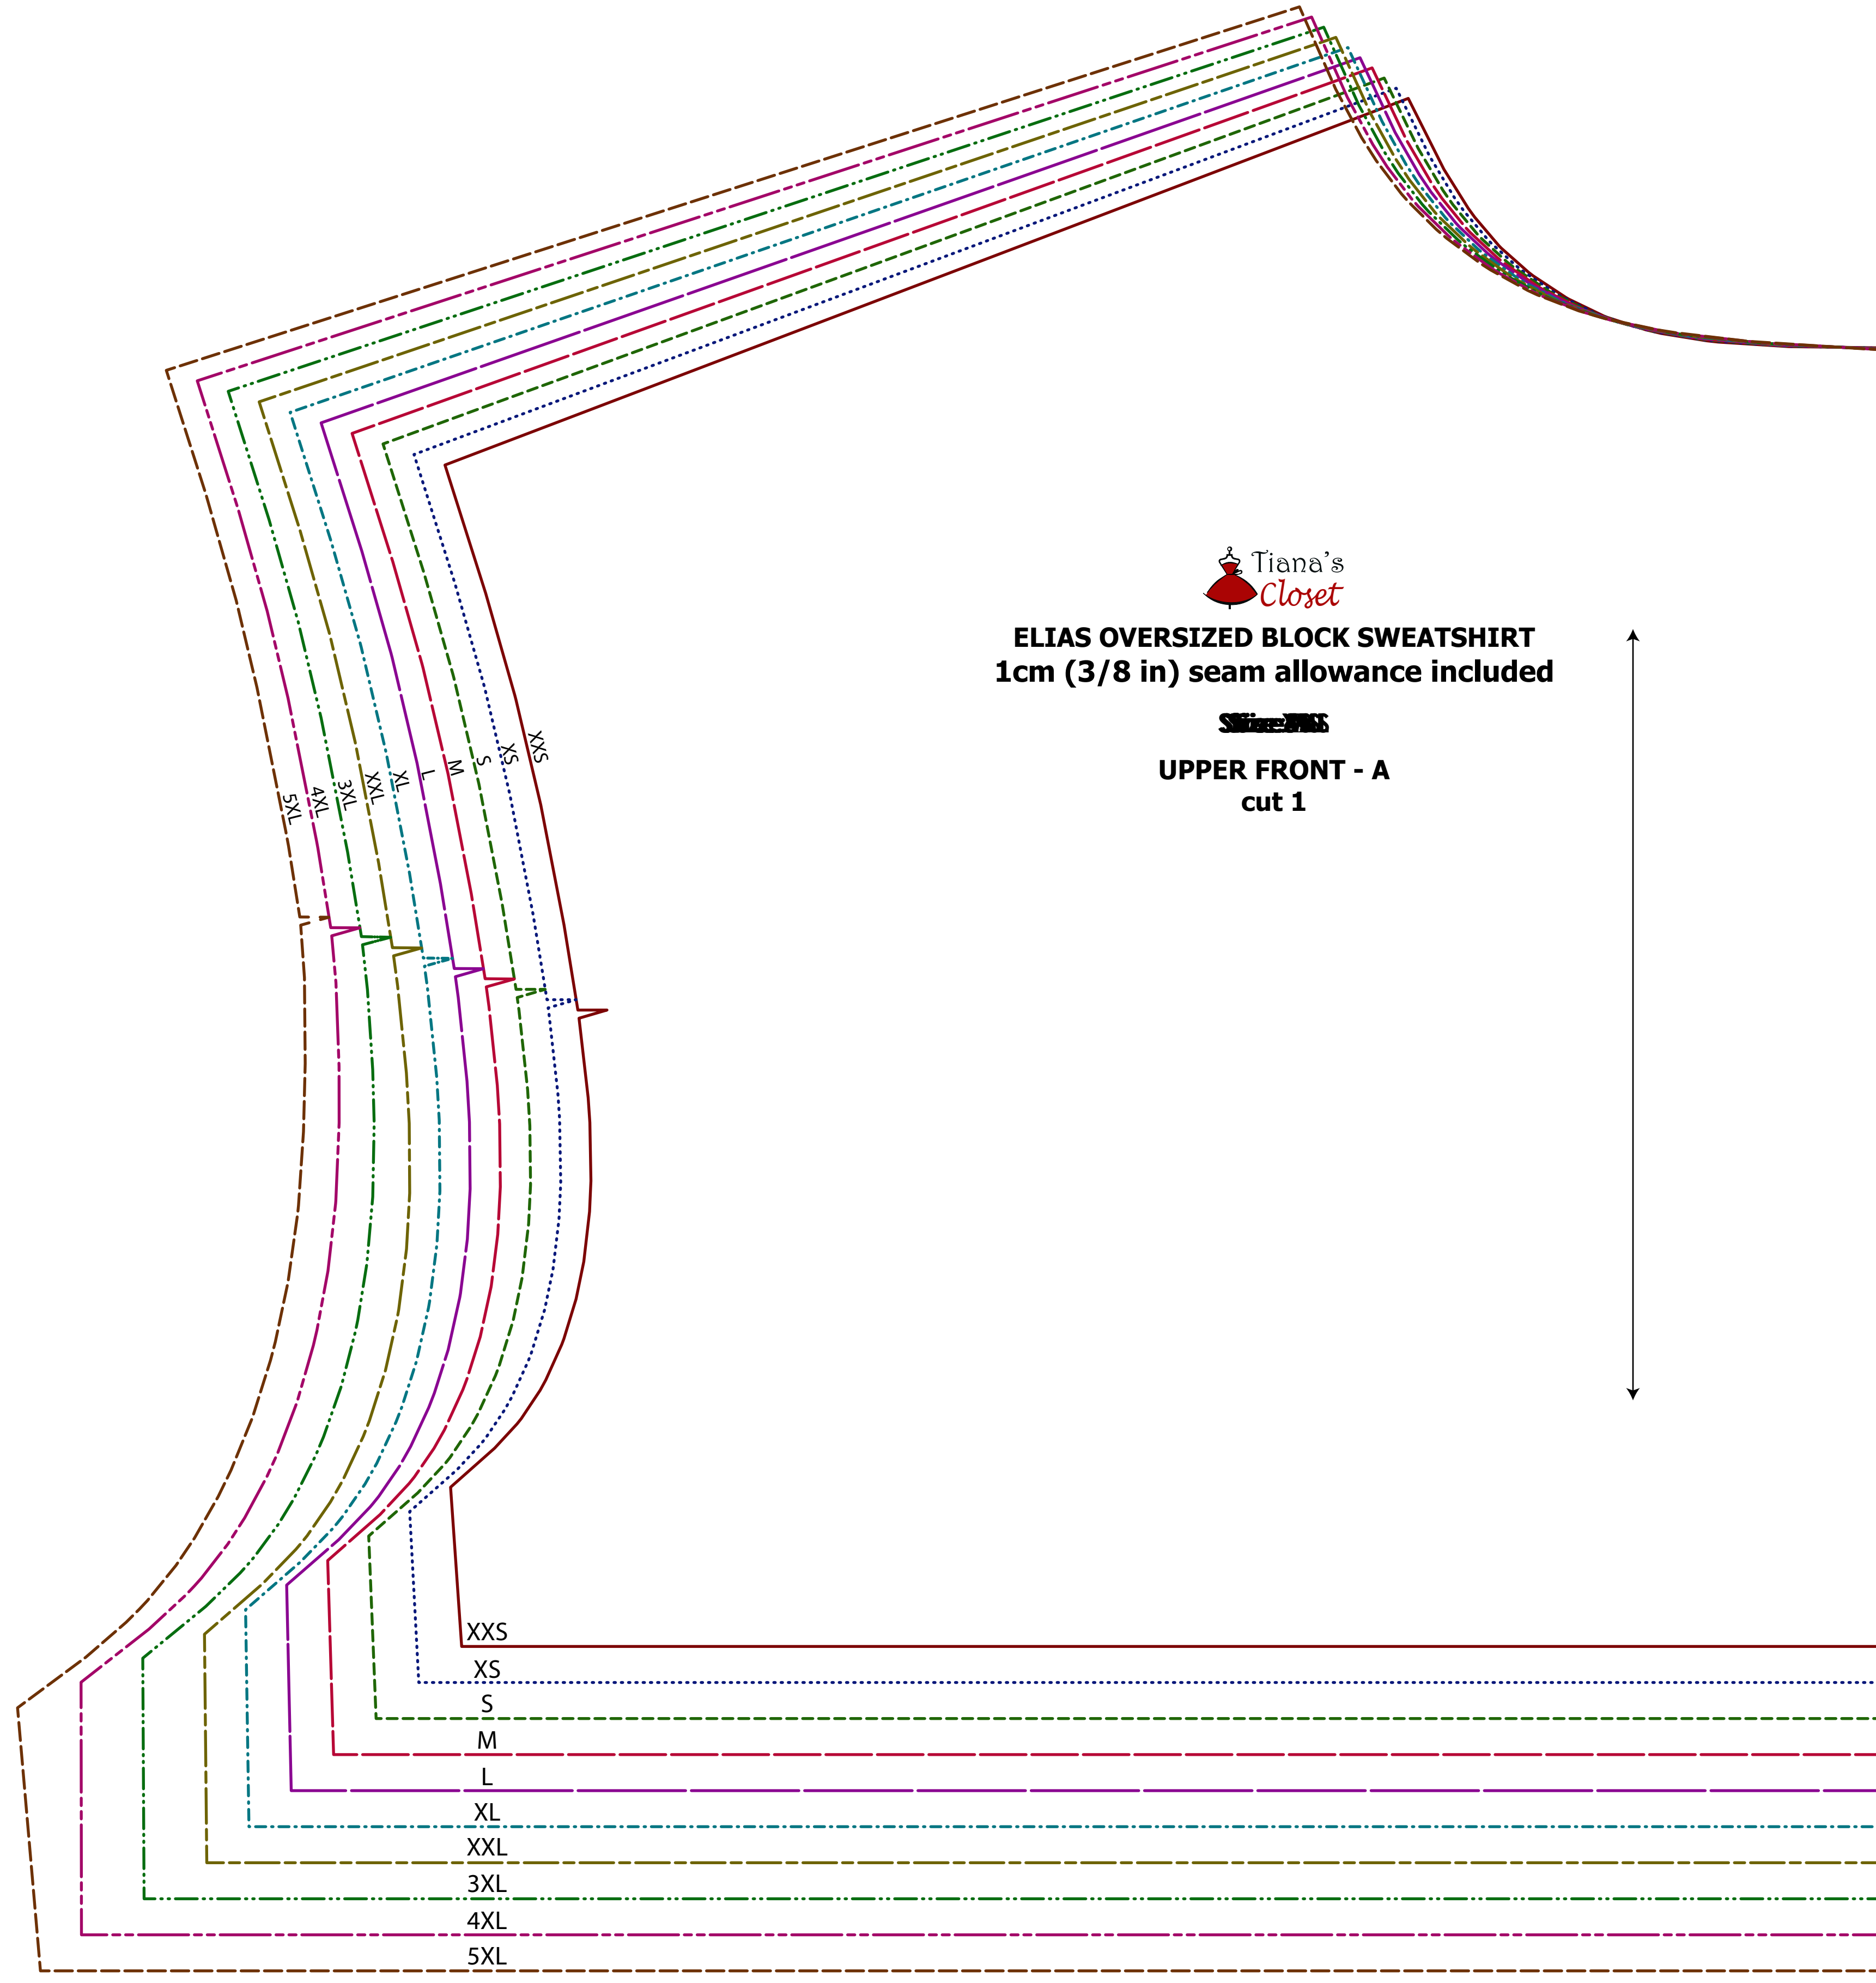 Tiana's
Closet
ELIAS OVERSIZED BLOCK SWEATSHIRT
1cm (3/8 in) seam allowance included
UPPER FRONT - A
cut 1
XXS
XS
S
M
L
XL
XXL
3XL
4XL
5XL
XXS
XS
S
M
L
XL
XXL
3XL
4XL
5XL